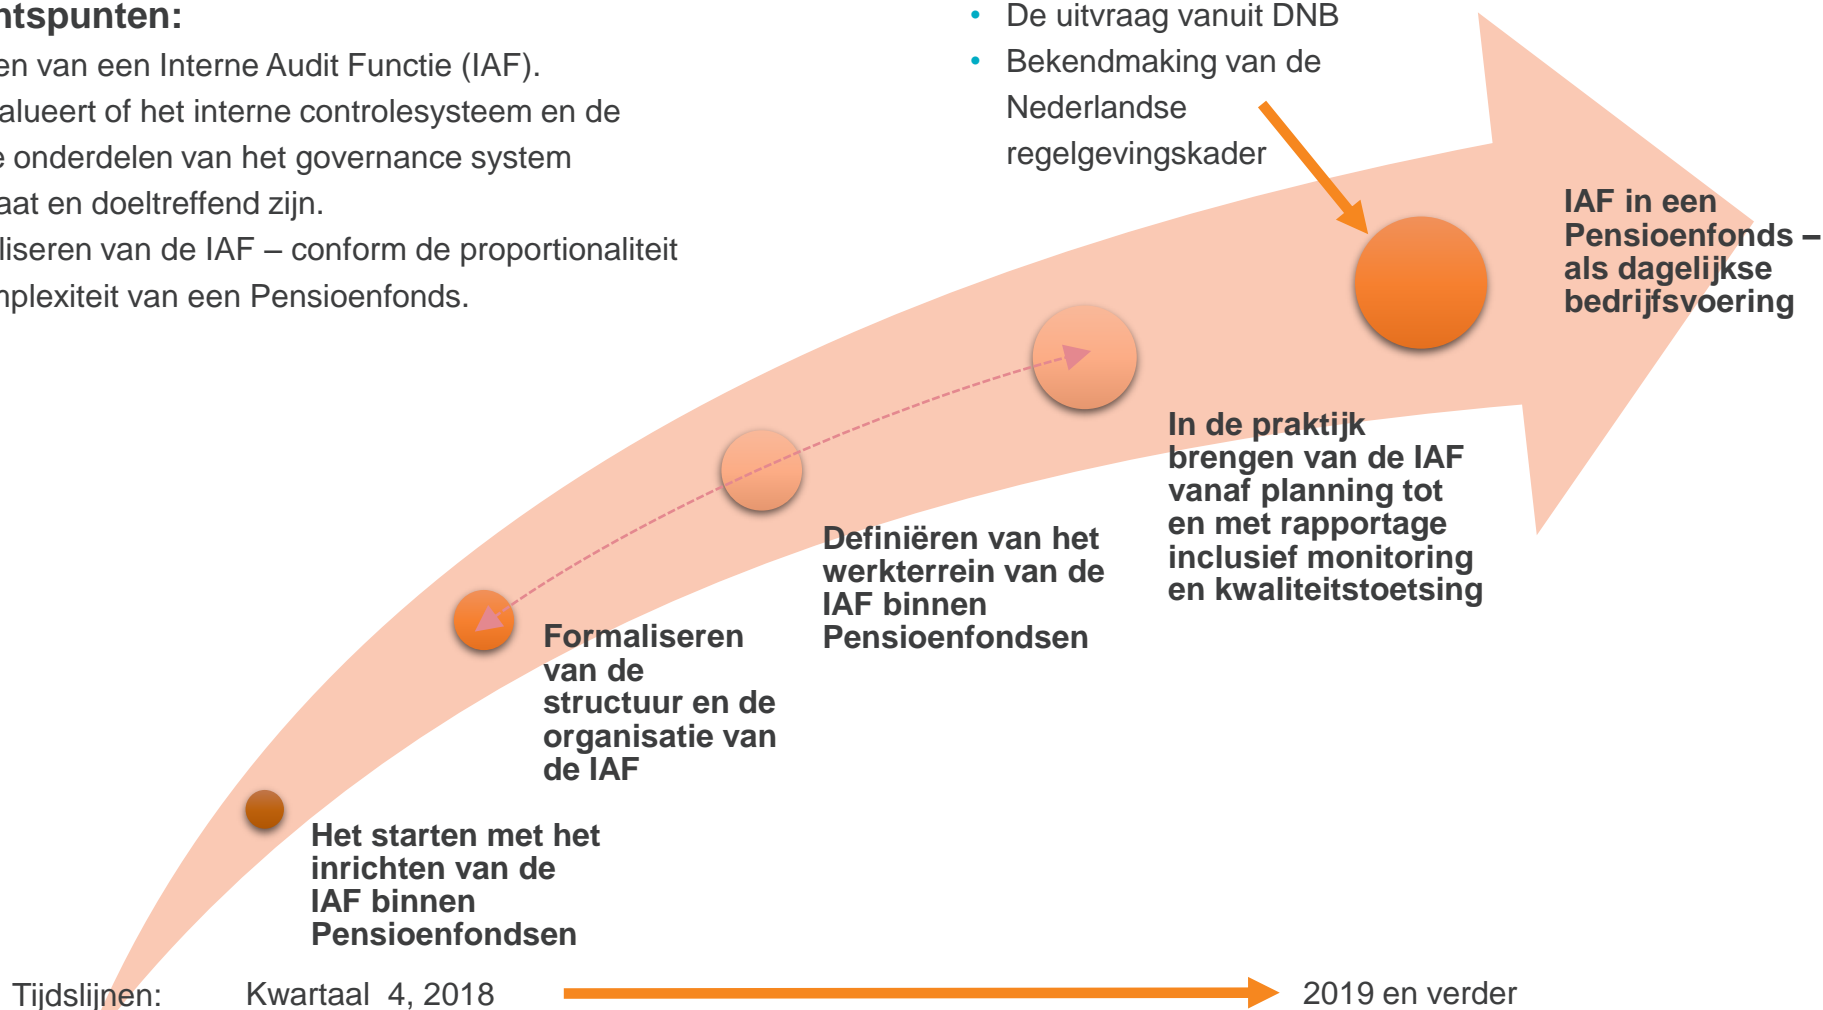 ntspunten:
en van een Interne Audit Functie (IAF).
valueert of het interne controlesysteem en de
e onderdelen van het governance system
aat en doeltreffend zijn.
aliseren van de IAF – conform de proportionaliteit
mplexiteit van een Pensioenfonds.
• De uitvraag vanuit DNB
• Bekendmaking van de
Nederlandse
regelgevingskader
IAF in een
Pensioenfonds –
als dagelijkse
bedrijfsvoering
In de praktijk
brengen van de IAF
vanaf planning tot
en met rapportage
inclusief monitoring
en kwaliteitstoetsing
Definiëren van het
werkterrein van de
IAF binnen
Pensioenfondsen
Formaliseren
van de
structuur en de
organisatie van
de IAF
Het starten met het
inrichten van de
IAF binnen
Pensioenfondsen
Tijdslijnen: Kwartaal 4, 2018 2019 en verder